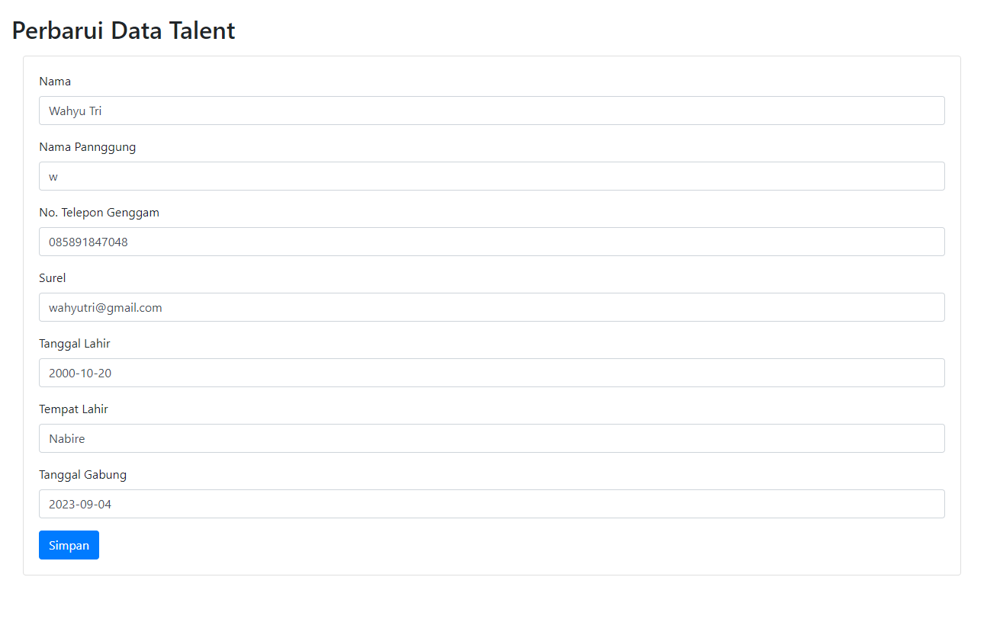 Perbarui Data Talent
Nama
Wahyu Tri
Nama Pannggung
w
No. Telepon Genggam
085891847048
Surel
wahyutri@gmail.com
Tanggal Lahir
2000-10-20
Tempat Lahir
Nabire
Tanggal Gabung
2023-09-04
Simpan